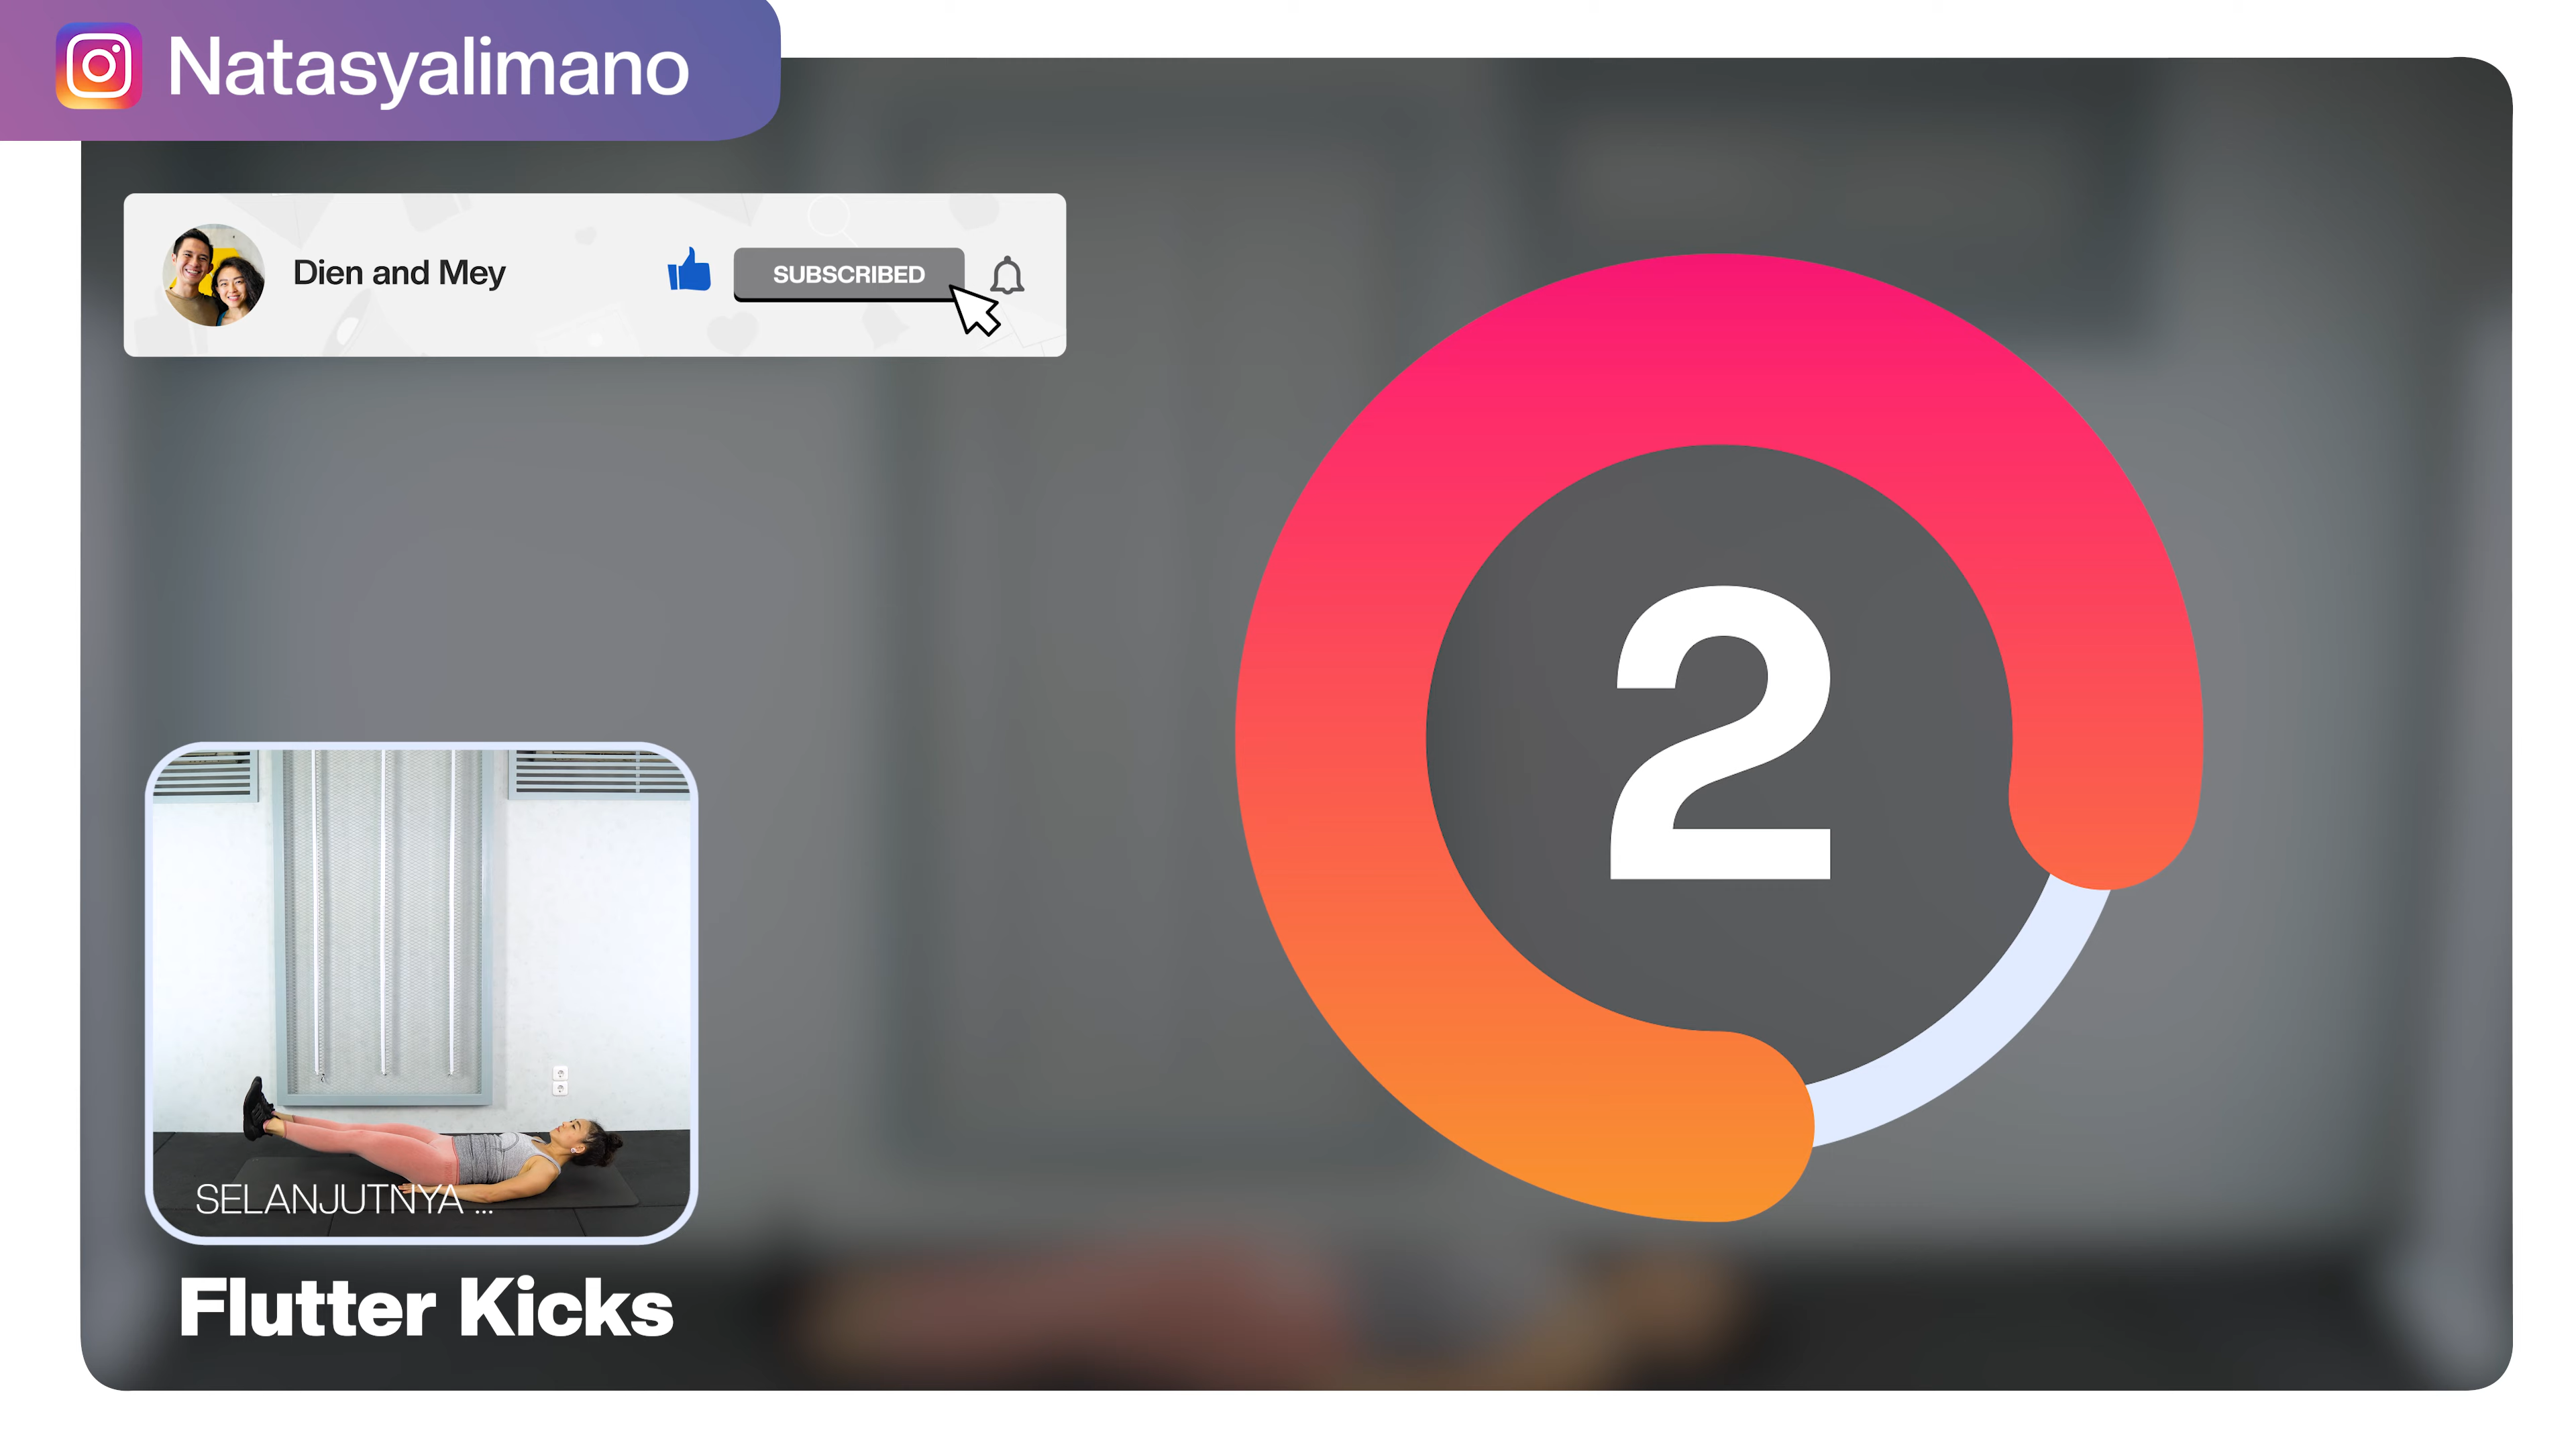 Natasyalimano
Dien and Mey
SUBSCRIBED
2
SELANJUTNYA ...
Flutter Kicks